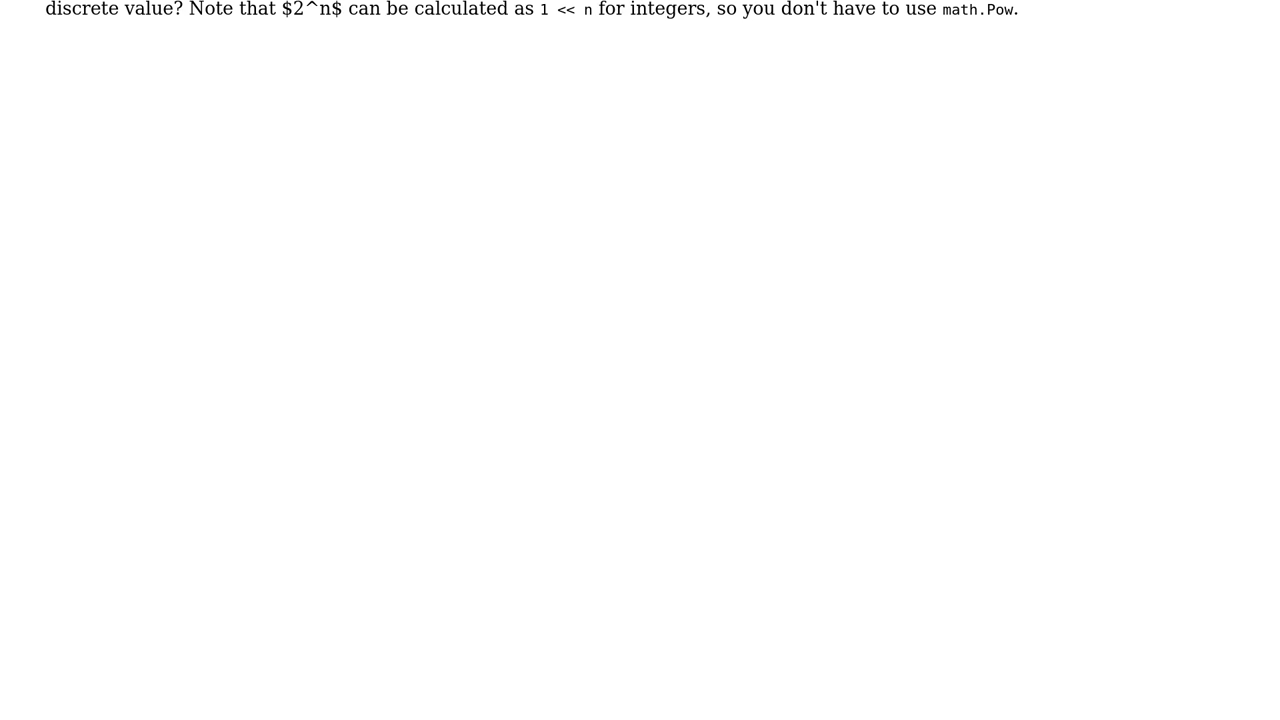 discrete value? Note that $2^n$ can be calculated as 1 << n for integers, so you don't have to use math.Pow.